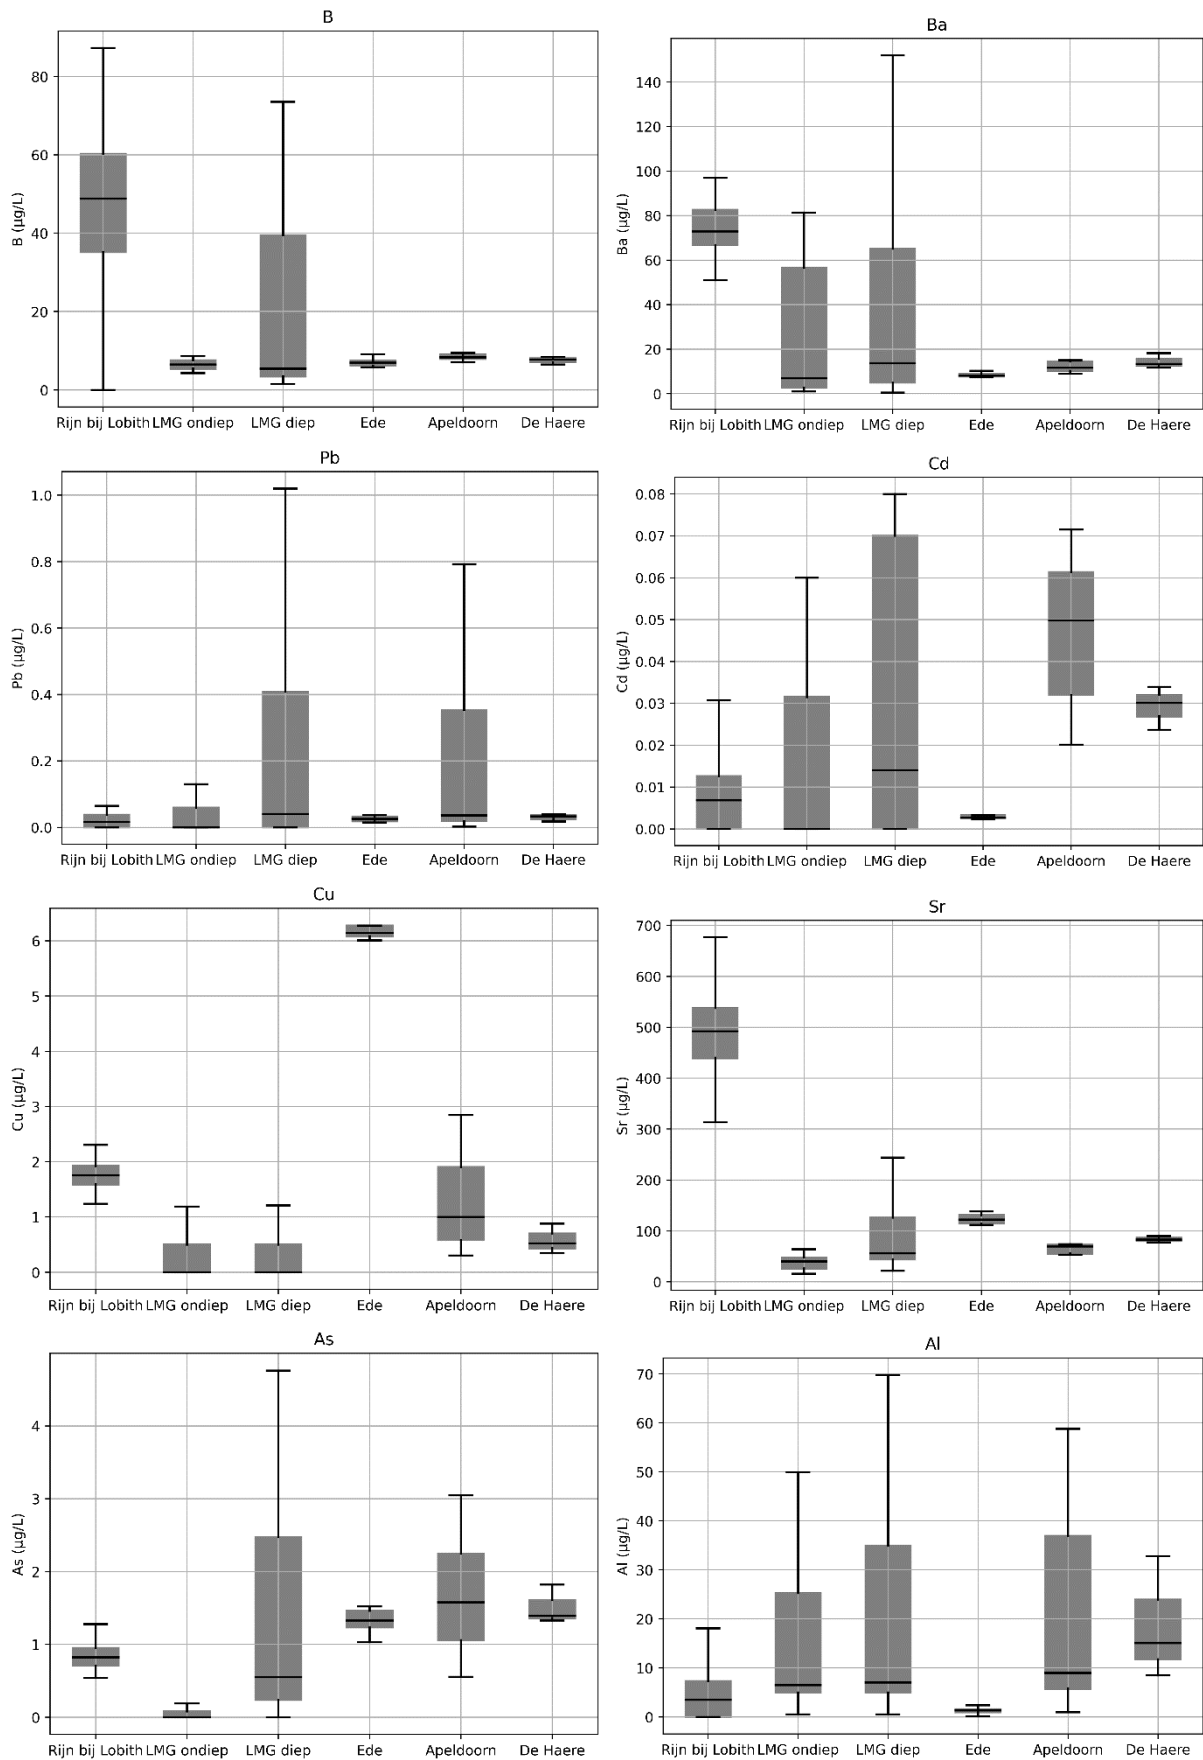 B
B (µg/L)
80
60
40
20
0
Rijn bij Lobith LMG ondiep LMG diep Ede Apeldoorn De Haere
Ba
Ba (µg/L)
140
120
100
80
60
40
20
0
Rijn bij Lobith LMG ondiep LMG diep Ede Apeldoorn De Haere
Pb
Pb (µg/L)
1.0
0.8
0.6
0.4
0.2
0.0
Rijn bij Lobith LMG ondiep LMG diep Ede Apeldoorn De Haere
Cd
Cd (µg/L)
0.08
0.07
0.06
0.05
0.04
0.03
0.02
0.01
0.00
Rijn bij Lobith LMG ondiep LMG diep Ede Apeldoorn De Haere
Cu
Cu (µg/L)
6
5
4
3
2
1
0
Rijn bij Lobith LMG ondiep LMG diep Ede Apeldoorn De Haere
Sr
Sr (µg/L)
700
600
500
400
300
200
100
0
Rijn bij Lobith LMG ondiep LMG diep Ede Apeldoorn De Haere
As
As (µg/L)
4
3
2
1
0
Rijn bij Lobith LMG ondiep LMG diep Ede Apeldoorn De Haere
Al
Al (µg/L)
70
60
50
40
30
20
10
0
Rijn bij Lobith LMG ondiep LMG diep Ede Apeldoorn De Haere